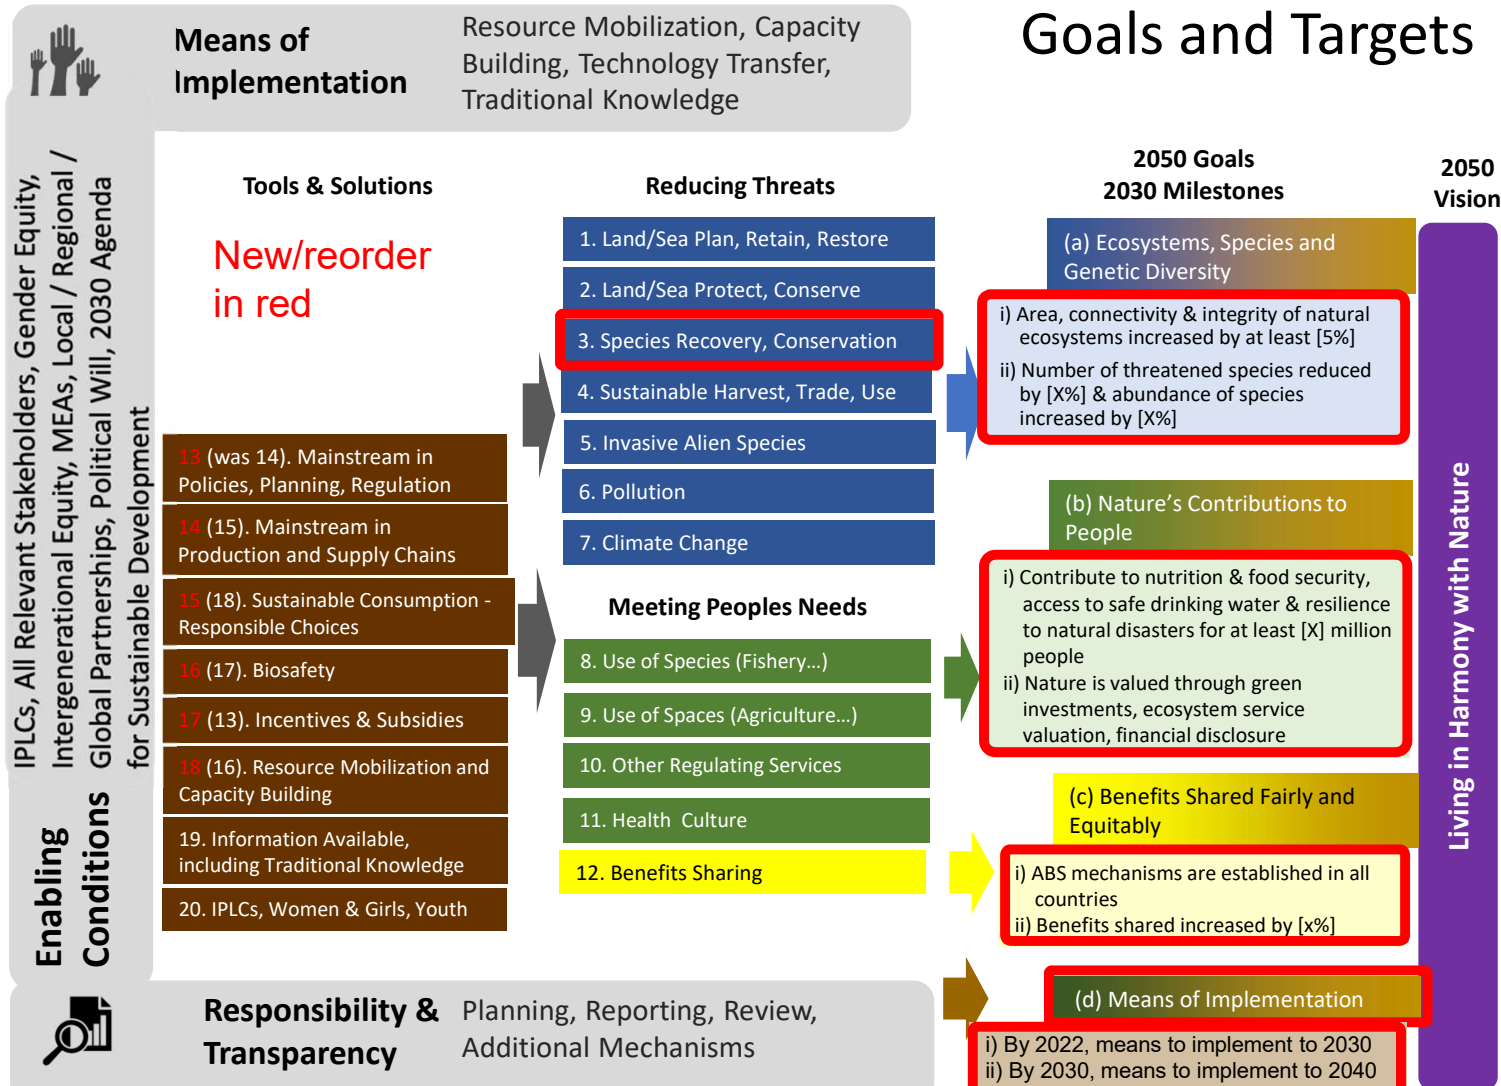 Means of
Implementation
Resource Mobilization, Capacity
Building, Technology Transfer,
Traditional Knowledge
Goals and Targets
IPLCs, All Relevant Stakeholders, Gender Equity,
Intergenerational Equity, MEAs, Local / Regional /
Global Partnerships, Political Will, 2030 Agenda
for Sustainable Development
Enabling
Conditions
Tools & Solutions
New/reorder
in red
13 (was 14). Mainstream in
Policies, Planning, Regulation
14 (15). Mainstream in
Production and Supply Chains
15 (18). Sustainable Consumption -
Responsible Choices
16 (17). Biosafety
17 (13). Incentives & Subsidies
18 (16). Resource Mobilization and
Capacity Building
19. Information Available,
including Traditional Knowledge
20. IPLCs, Women & Girls, Youth
Reducing Threats
1. Land/Sea Plan, Retain, Restore
2. Land/Sea Protect, Conserve
3. Species Recovery, Conservation
4. Sustainable Harvest, Trade, Use
5. Invasive Alien Species
6. Pollution
7. Climate Change
Meeting Peoples Needs
8. Use of Species (Fishery...)
9. Use of Spaces (Agriculture...)
10. Other Regulating Services
11. Health Culture
12. Benefits Sharing
2050 Goals
2030 Milestones
(a) Ecosystems, Species and
Genetic Diversity
i) Area, connectivity & integrity of natural
ecosystems increased by at least [5%]
ii) Number of threatened species reduced
by [X%] & abundance of species
increased by [X%]
(b) Nature's Contributions to
People
i) Contribute to nutrition & food security,
access to safe drinking water & resilience
to natural disasters for at least [X] million
people
ii) Nature is valued through green
investments, ecosystem service
valuation, financial disclosure
(c) Benefits Shared Fairly and
Equitably
i) ABS mechanisms are established in all
countries
ii) Benefits shared increased by [x%]
(d) Means of Implementation
i) By 2022, means to implement to 2030
ii) By 2030, means to implement to 2040
2050
Vision
Living in Harmony with Nature
Responsibility &
Transparency
Planning, Reporting, Review,
Additional Mechanisms